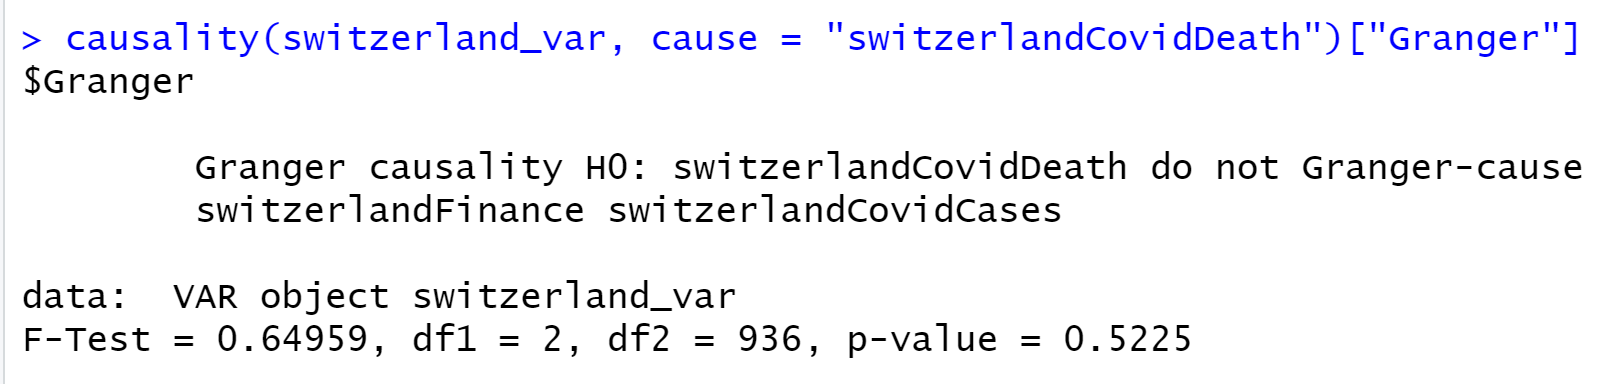 > causality(switzerland_var, cause = "switzerlandCovidDeath")["Granger"]
$Granger
Granger causality H0: switzerlandCovidDeath do not Granger-cause
switzerlandFinance switzerlandCovidCases
data:  VAR object switzerland_var
F-Test = 0.64959, df1 = 2, df2 = 936, p-value = 0.5225